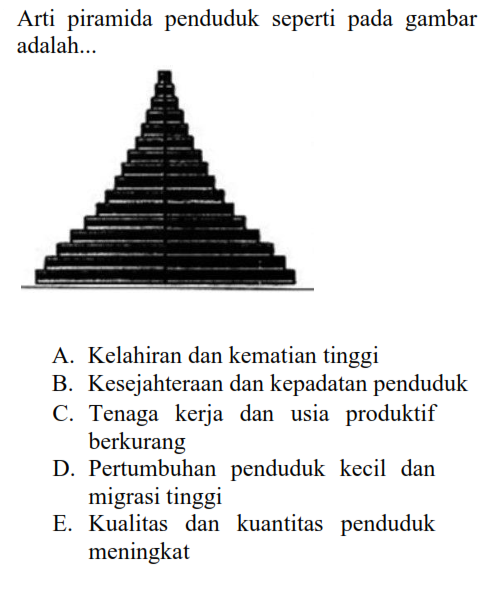 Arti piramida penduduk seperti pada gambar
adalah...
A. Kelahiran dan kematian tinggi
B. Kesejahteraan dan kepadatan penduduk
C. Tenaga kerja dan usia produktif
berkurang
D. Pertumbuhan penduduk kecil dan
migrasi tinggi
E. Kualitas dan kuantitas penduduk
meningkat